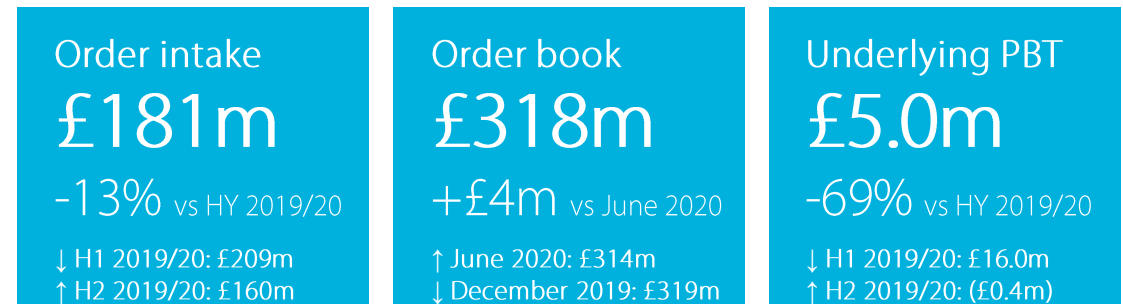 Order intake
£181m
-13% vs HY 2019/20
↓ H1 2019/20: £209m
↑ H2 2019/20: £160m
Order book
£318m
+£4m vs June 2020
↑ June 2020: £314m
↓ December 2019: £319m
Underlying PBT
£5.0m
-69% vs HY 2019/20
↓ H1 2019/20: £16.0m
↑ H2 2019/20: (£0.4m)